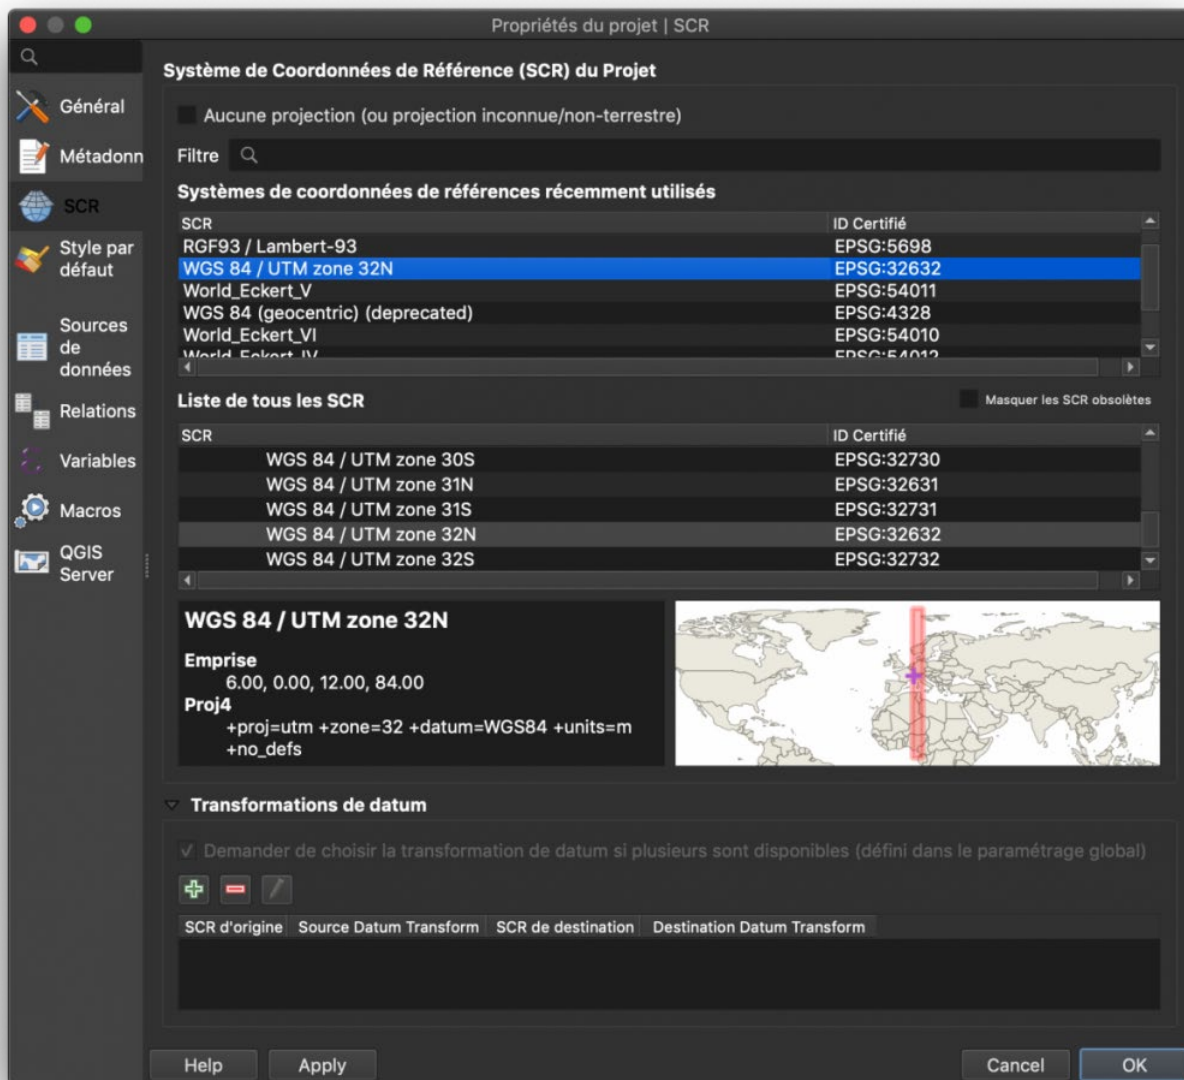 Propriétés du projet | SCR
Général
Métadonn
SCR
Style par
défaut
Sources
de
données
Relations
Variables
Macros
QGIS
Server
Système de Coordonnées de Référence (SCR) du Projet
Aucune projection (ou projection inconnue/non-terrestre)
Filtre
Systèmes de coordonnées de références récemment utilisés
SCR ID Certifié
RGF93 / Lambert-93 EPSG:5698
WGS 84 / UTM zone 32N EPSG:32632
World_Eckert_V EPSG:54011
WGS 84 (geocentric) (deprecated) EPSG:4328
World_Eckert_VI EPSG:54010
World_Eckert_IV EPSG:54012
Liste de tous les SCR
Masquer les SCR obsolètes
SCR ID Certifié
WGS 84 / UTM zone 30S EPSG:32730
WGS 84 / UTM zone 31N EPSG:32631
WGS 84 / UTM zone 31S EPSG:32731
WGS 84 / UTM zone 32N EPSG:32632
WGS 84 / UTM zone 32S EPSG:32732
WGS 84 / UTM zone 32N
Emprise
6.00, 0.00, 12.00, 84.00
Proj4
+proj=utm +zone=32 +datum=WGS84 +units=m
+no_defs
Transformations de datum
Demander de choisir la transformation de datum si plusieurs sont disponibles (défini dans le paramétrage global)
SCR d'origine Source Datum Transform SCR de destination Destination Datum Transform
Help Apply Cancel OK